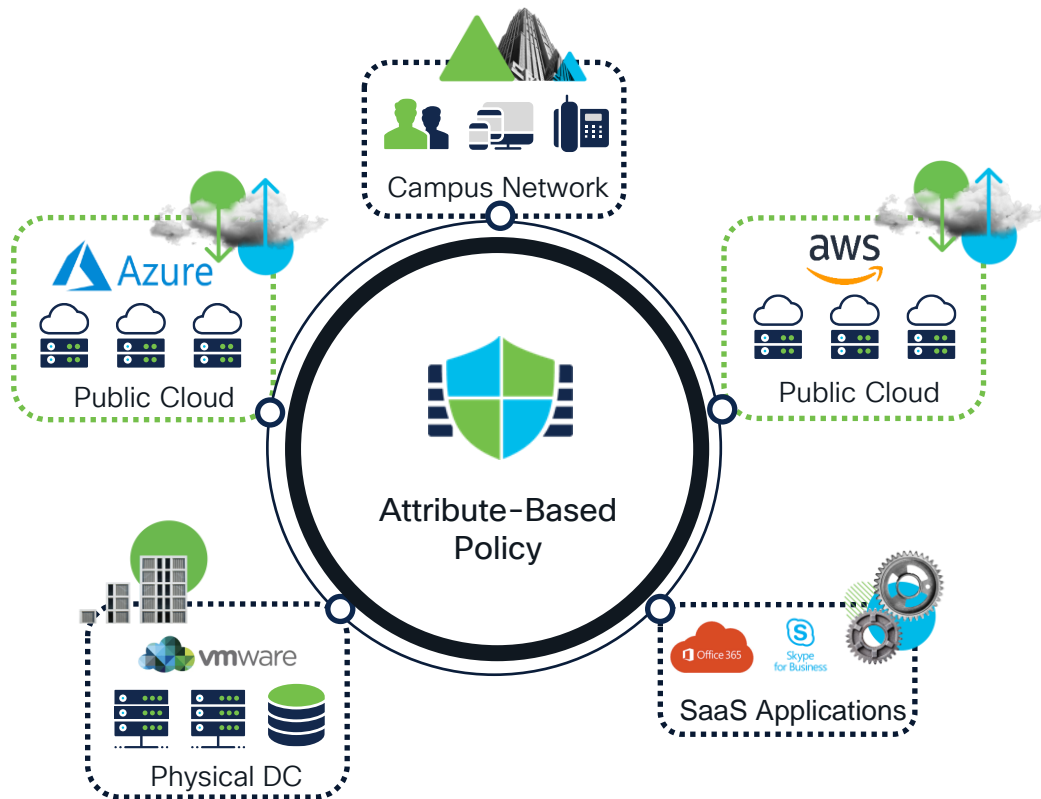 Campus Network
Azure
Public Cloud
aws
Public Cloud
Attribute-Based
Policy
vmware
Physical DC
Office 365
Skype
for Business
SaaS Applications